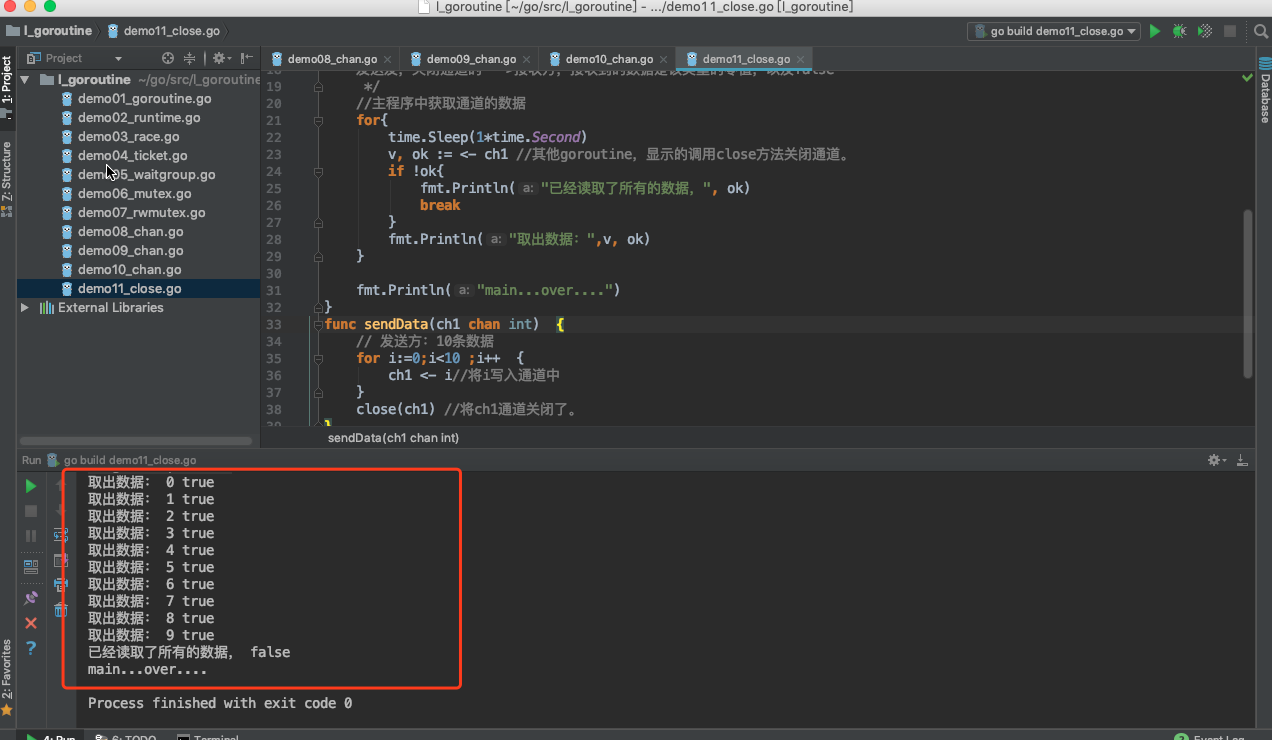 l_goroutine [~/go/src/l_goroutine] - .../demo11_close.go [l_goroutine]
l_goroutine
demo11_close.go
go build demo11_close.go
1: Project
Z: Structure
2: Favorites
Database
Project
l_goroutine ~/go/src/l_goroutine
demo01_goroutine.go
demo02_runtime.go
demo03_race.go
demo04_ticket.go
demo05_waitgroup.go
demo06_mutex.go
demo07_rwmutex.go
demo08_chan.go
demo09_chan.go
demo10_chan.go
demo11_close.go
External Libraries
demo08_chan.go
demo09_chan.go
demo10_chan.go
demo11_close.go
19 */
20 //主程序中获取通道的数据
21 for{
22 time.Sleep(1*time.Second)
23 v, ok := <- ch1 //其他goroutine，显示的调用close方法关闭通道。
24 if !ok{
25 fmt.Println( a: "已经读取了所有的数据，", ok)
26 break
27 }
28 fmt.Println( a: "取出数据：",v, ok)
29 }
30
31 fmt.Println( a: "main...over....")
32 }
33 func sendData(ch1 chan int) {
34 // 发送方：10条数据
35 for i:=0;i<10 ;i++ {
36 ch1 <- i//将i写入通道中
37 }
38 close(ch1) //将ch1通道关闭了。
39 }
sendData(ch1 chan int)
Run go build demo11_close.go
取出数据： 0 true
取出数据： 1 true
取出数据： 2 true
取出数据： 3 true
取出数据： 4 true
取出数据： 5 true
取出数据： 6 true
取出数据： 7 true
取出数据： 8 true
取出数据： 9 true
已经读取了所有的数据， false
main...over....
Process finished with exit code 0
4: Run
6: TODO
Terminal
Event Log